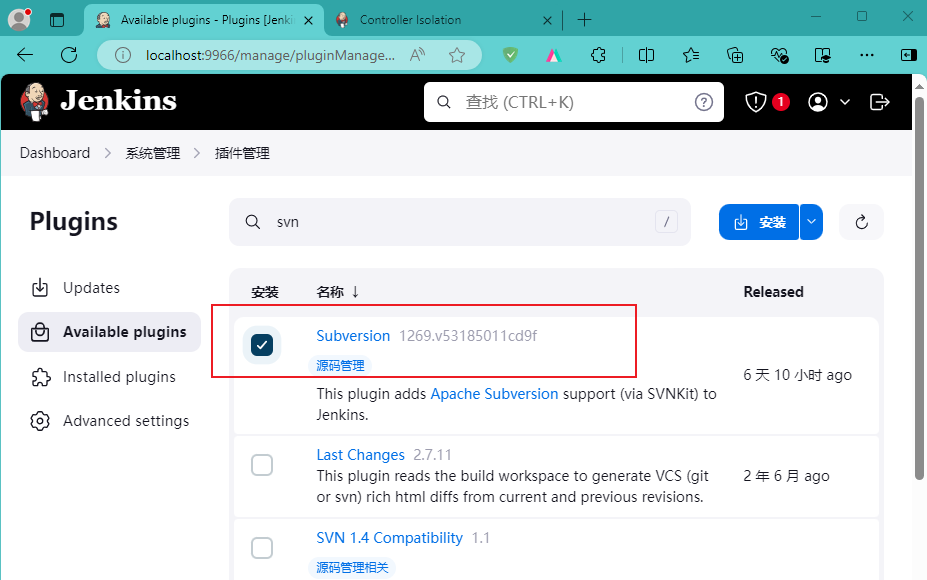 Available plugins - Plugins [Jenki
Controller Isolation
localhost:9966/manage/pluginManage...
Jenkins
查找 (CTRL+K)
1
Dashboard
系统管理
插件管理
Plugins
svn
/
安装
Updates
Available plugins
Installed plugins
Advanced settings
安装
名称 ↓
Released
Subversion 1269.v53185011cd9f
源码管理
This plugin adds Apache Subversion support (via SVNKit) to
Jenkins.
6 天 10 小时 ago
Last Changes 2.7.11
This plugin reads the build workspace to generate VCS (git
or svn) rich html diffs from current and previous revisions.
2 年 6 月 ago
SVN 1.4 Compatibility 1.1
源码管理相关